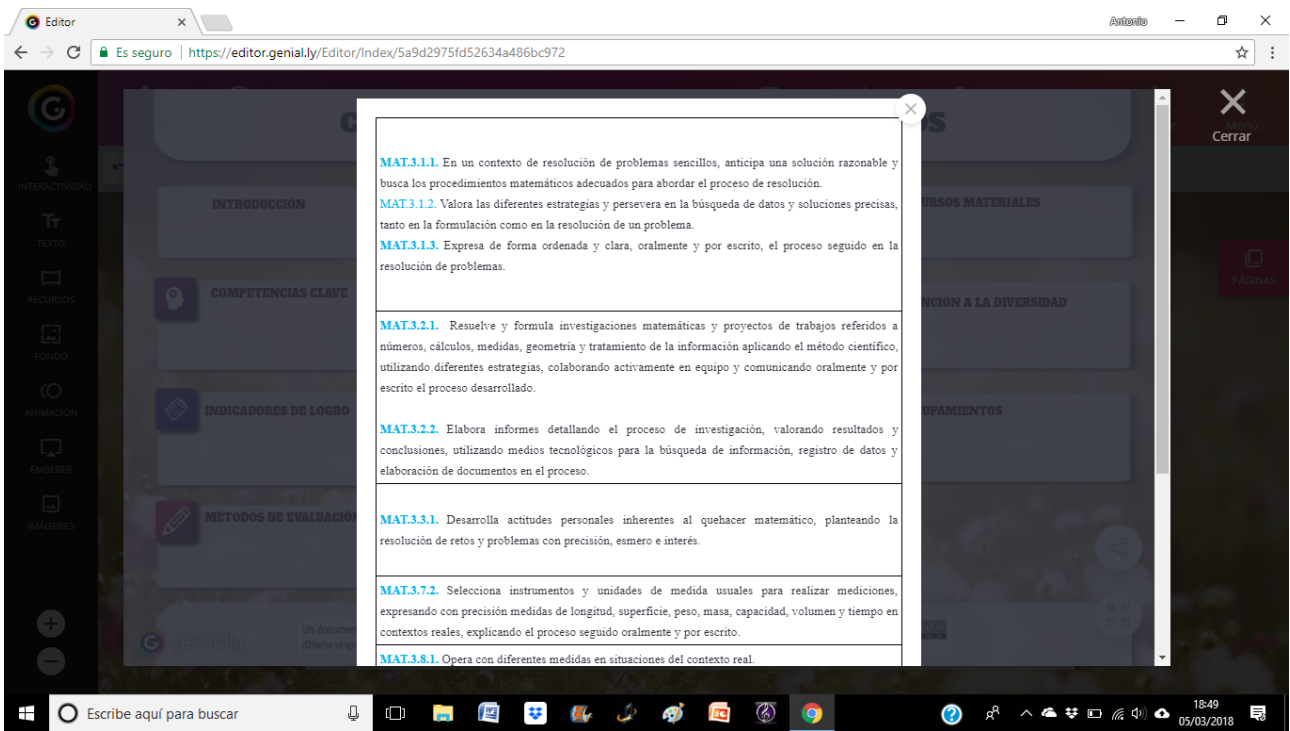 Editor
Antonio
Es seguro | https://editor.genial.ly/Editor/Index/5a9d2975fd52634a486bc972
Menú
Cerrar
INTERACTIVIDAD
TEXTO
RECURSOS
FONDO
ANIMACIÓN
EMBEBER
IMÁGENES
PÁGINAS
INTRODUCCIÓN
COMPETENCIAS CLAVE
INDICADORES DE LOGRO
MÉTODOS DE EVALUACIÓN
URSOS MATERIALES
NCIÓN A LA DIVERSIDAD
UPAMIENTOS
genially
Un documen
(Diseño orig
MAT.3.1.1. En un contexto de resolución de problemas sencillos, anticipa una solución razonable y
busca los procedimientos matemáticos adecuados para abordar el proceso de resolución.
MAT.3.1.2. Valora las diferentes estrategias y persevera en la búsqueda de datos y soluciones precisas,
tanto en la formulación como en la resolución de un problema.
MAT.3.1.3. Expresa de forma ordenada y clara, oralmente y por escrito, el proceso seguido en la
resolución de problemas.
MAT.3.2.1. Resuelve y formula investigaciones matemáticas y proyectos de trabajos referidos a
números, cálculos, medidas, geometría y tratamiento de la información aplicando el método científico,
utilizando diferentes estrategias, colaborando activamente en equipo y comunicando oralmente y por
escrito el proceso desarrollado.
MAT.3.2.2. Elabora informes detallando el proceso de investigación, valorando resultados y
conclusiones, utilizando medios tecnológicos para la búsqueda de información, registro de datos y
elaboración de documentos en el proceso.
MAT.3.3.1. Desarrolla actitudes personales inherentes al quehacer matemático, planteando la
resolución de retos y problemas con precisión, esmero e interés.
MAT.3.7.2. Selecciona instrumentos y unidades de medida usuales para realizar mediciones,
expresando con precisión medidas de longitud, superficie, peso, masa, capacidad, volumen y tiempo en
contextos reales, explicando el proceso seguido oralmente y por escrito.
MAT.3.8.1. Opera con diferentes medidas en situaciones del contexto real.
Escribe aquí para buscar
18:49
05/03/2018